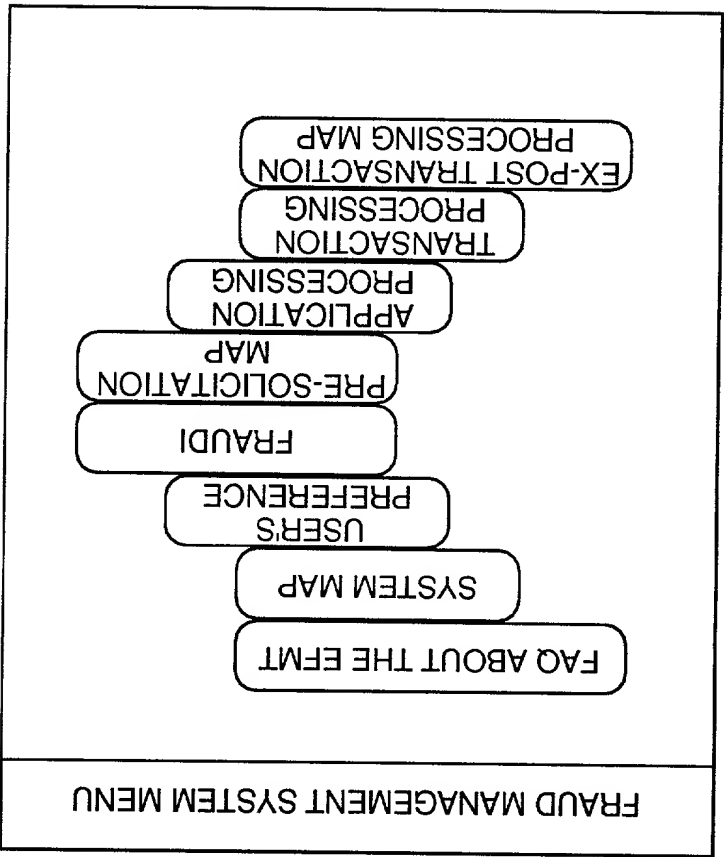 FRAUD MANAGEMENT SYSTEM MENU
FAQ ABOUT THE EFMT
SYSTEM MAP
USER'S
PREFERENCE
FRAUDI
PRE-SOLICITATION
MAP
APPLICATION
PROCESSING
TRANSACTION
PROCESSING
EX-POST TRANSACTION
PROCESSING MAP